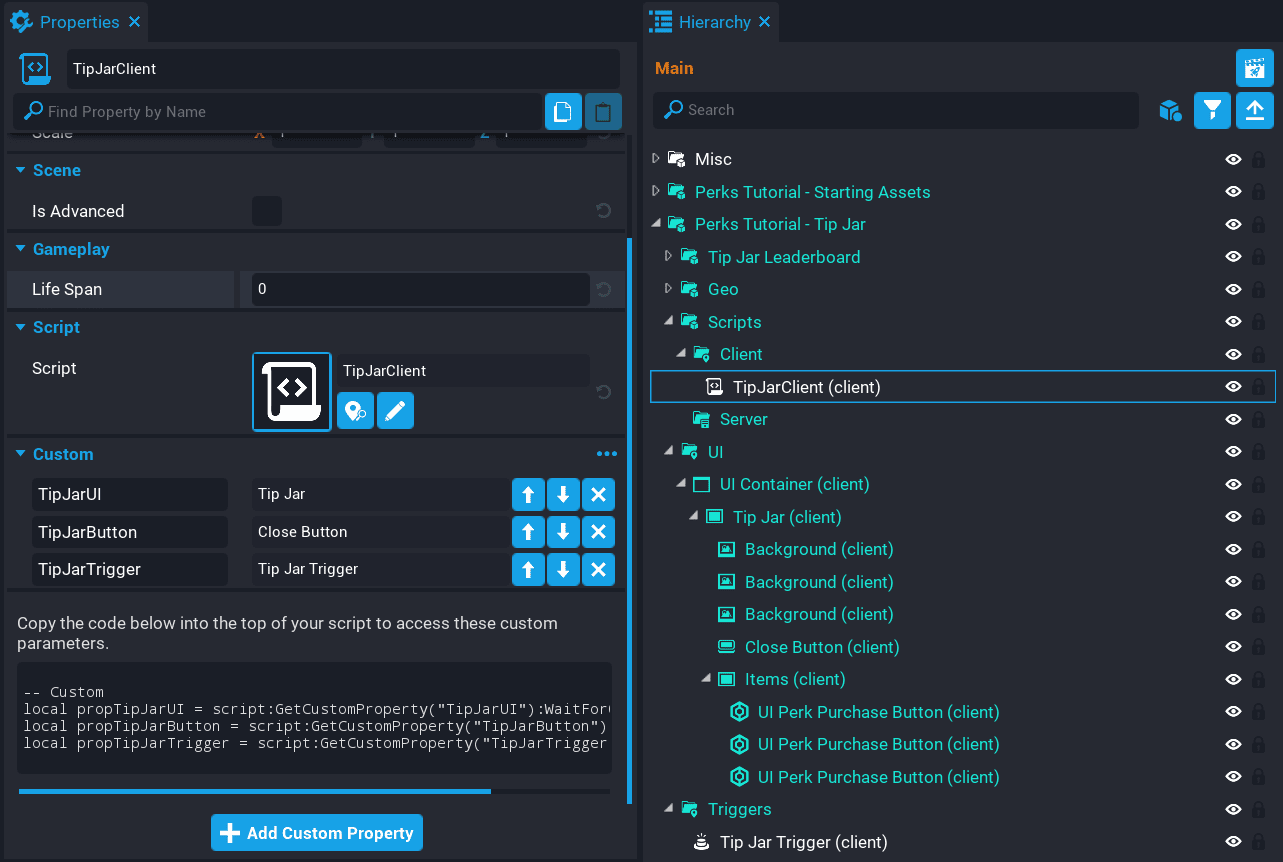 Properties
TipJarClient
Find Property by Name
Scale X Z
Scene
Is Advanced
Gameplay
Life Span 0
Script
Script TipJarClient
Custom
TipJarUI Tip Jar
TipJarButton Close Button
TipJarTrigger Tip Jar Trigger
Copy the code below into the top of your script to access these custom
parameters.
-- Custom
local propTipJarUI = script:GetCustomProperty("TipJarUI"):WaitFor
local propTipJarButton = script:GetCustomProperty("TipJarButton")
local propTipJarTrigger = script:GetCustomProperty("TipJarTrigger
Add Custom Property
Hierarchy
Main
Search
Misc
Perks Tutorial - Starting Assets
Perks Tutorial - Tip Jar
Tip Jar Leaderboard
Geo
Scripts
Client
TipJarClient (client)
Server
UI
UI Container (client)
Tip Jar (client)
Background (client)
Background (client)
Background (client)
Close Button (client)
Items (client)
UI Perk Purchase Button (client)
UI Perk Purchase Button (client)
UI Perk Purchase Button (client)
Triggers
Tip Jar Trigger (client)